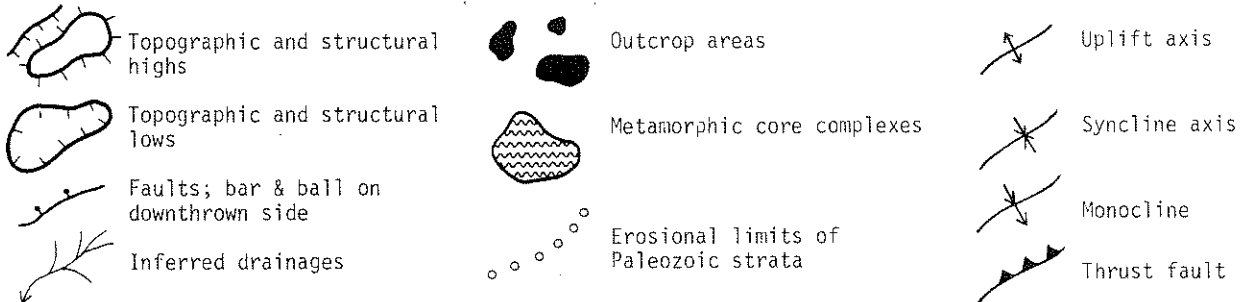 Topographic and structural
highs
Topographic and structural
lows
Faults; bar & ball on
downthrown side
Inferred drainages
Outcrop areas
Metamorphic core complexes
Erosional limits of
Paleozoic strata
Uplift axis
Syncline axis
Monocline
Thrust fault